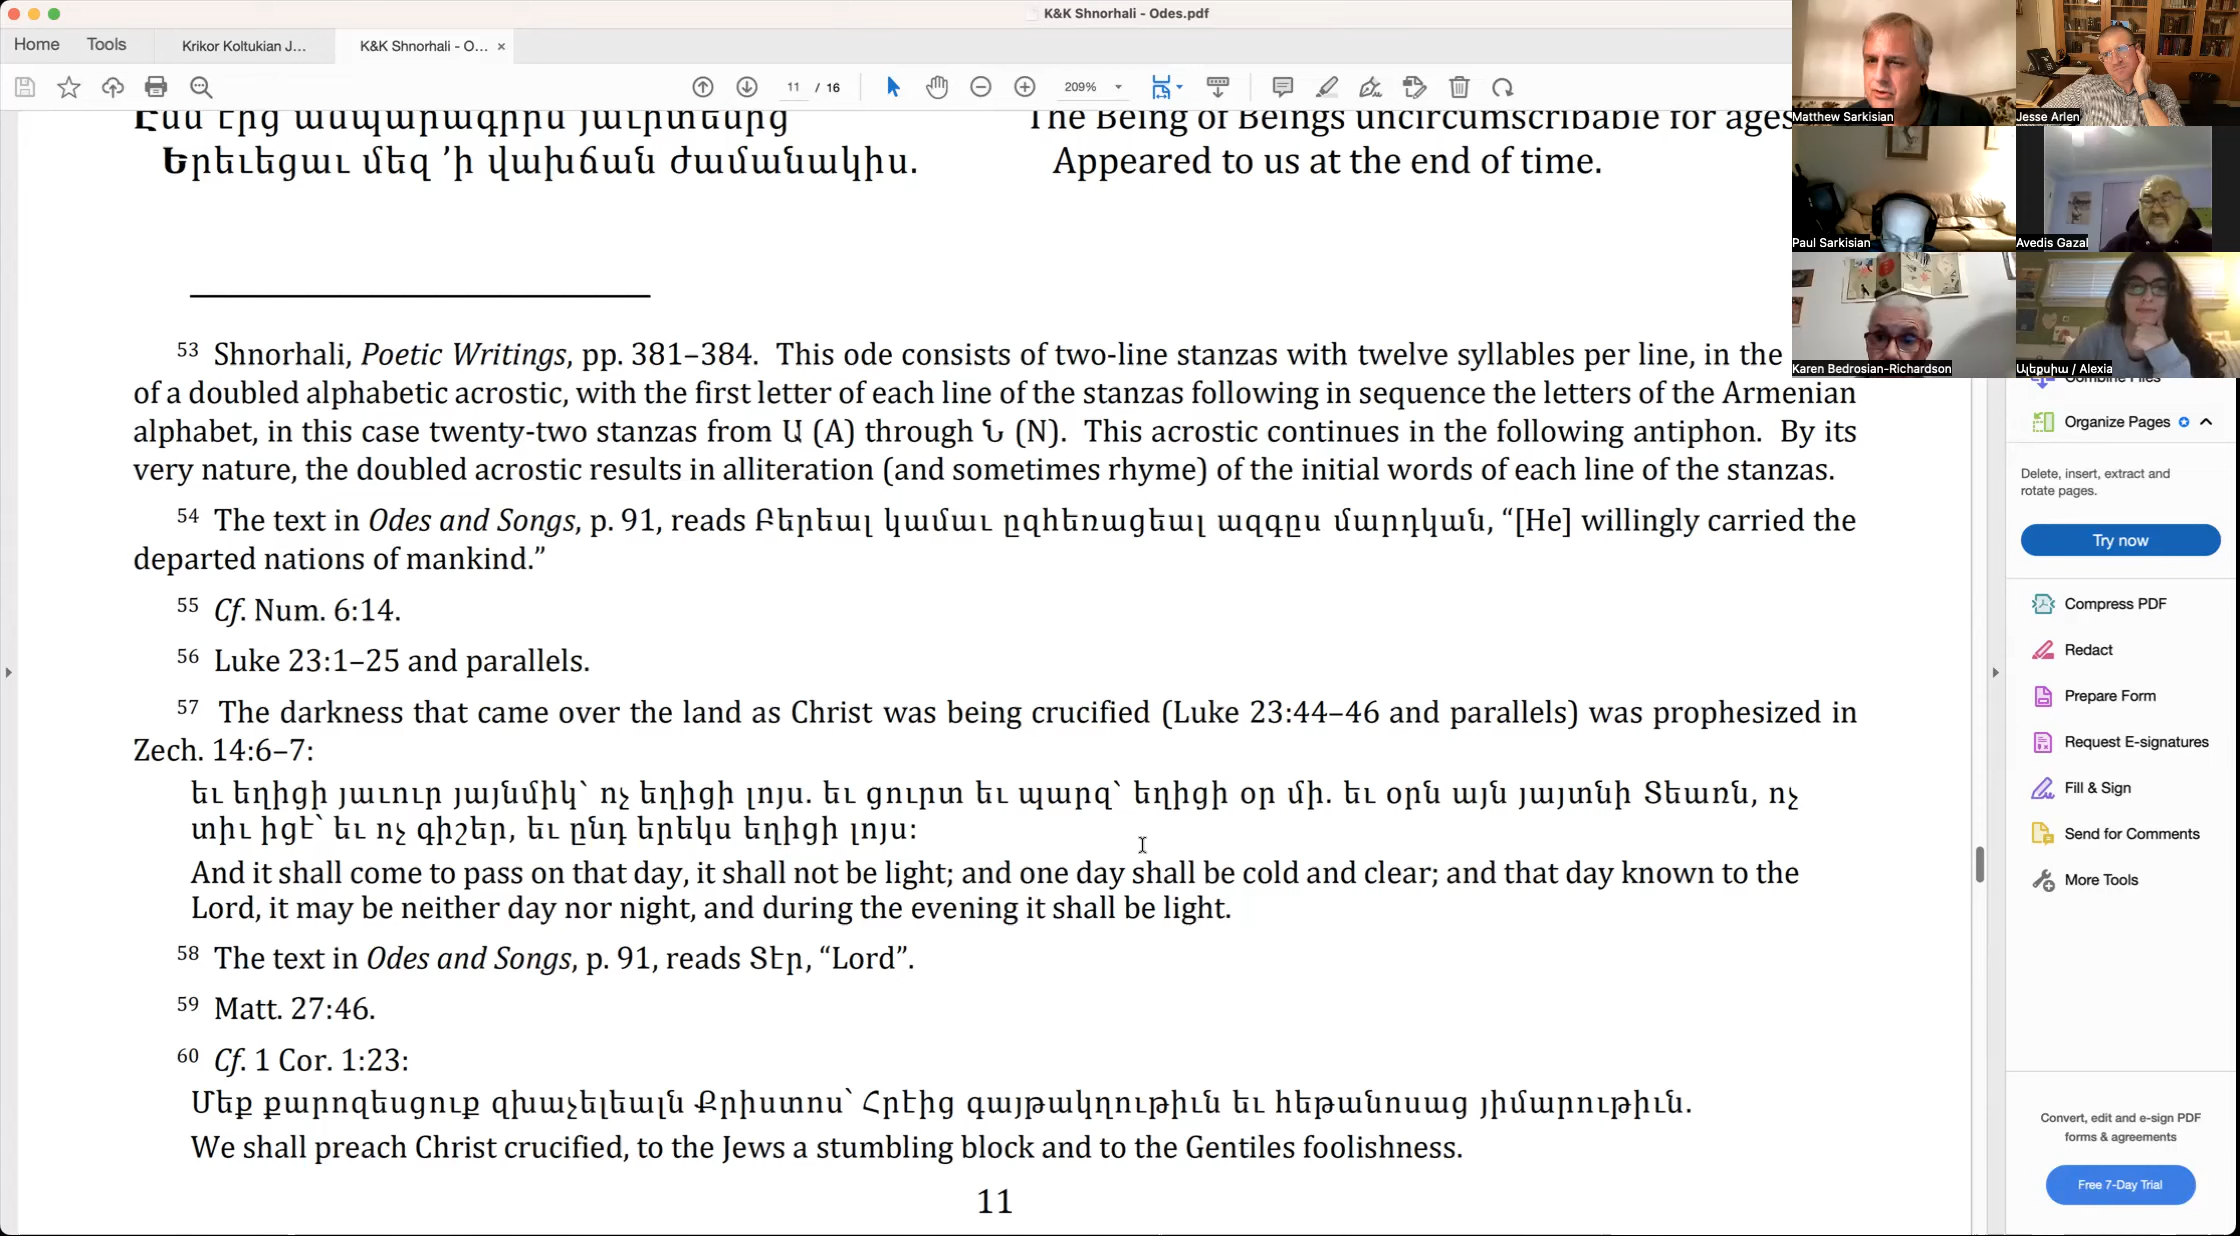 K&K Shnorhali - Odes.pdf
Home Tools Krikor Koltukian J... K&K Shnorhali - O... ×
11 / 16 209%
Էնն էից անպարագիրն յաւիտենից
Երեւեցաւ մեզ ’ի վախճան ժամանակիս.
The Being of Beings uncircumscribable for ages
Appeared to us at the end of time.
53 Shnorhali, Poetic Writings, pp. 381–384. This ode consists of two-line stanzas with twelve syllables per line, in the
of a doubled alphabetic acrostic, with the first letter of each line of the stanzas following in sequence the letters of the Armenian
alphabet, in this case twenty-two stanzas from Ա (A) through Ն (N). This acrostic continues in the following antiphon. By its
very nature, the doubled acrostic results in alliteration (and sometimes rhyme) of the initial words of each line of the stanzas.
54 The text in Odes and Songs, p. 91, reads Բերեալ կամաւ ըզհեռացեալ ազգըս մարդկան, “[He] willingly carried the
departed nations of mankind.”
55 Cf. Num. 6:14.
56 Luke 23:1–25 and parallels.
57 The darkness that came over the land as Christ was being crucified (Luke 23:44–46 and parallels) was prophesized in
Zech. 14:6–7:
եւ եղիցի յաւուր յայնմիկ՝ ոչ եղիցի լոյս. եւ ցուրտ եւ պարզ՝ եղիցի օր մի. եւ օրն այն յայտնի Տեառն, ոչ
տիւ իցէ՝ եւ ոչ գիշեր, եւ ընդ երեկս եղիցի լոյս:
And it shall come to pass on that day, it shall not be light; and one day shall be cold and clear; and that day known to the
Lord, it may be neither day nor night, and during the evening it shall be light.
58 The text in Odes and Songs, p. 91, reads Տէր, “Lord”.
59 Matt. 27:46.
60 Cf. 1 Cor. 1:23:
Մեք քարոզեսցուք զխաչելեալն Քրիստոս՝ Հրէից գայթակղութիւն եւ հեթանոսաց յիմարութիւն.
We shall preach Christ crucified, to the Jews a stumbling block and to the Gentiles foolishness.
11
Matthew Sarkisian
Jesse Arlen
Paul Sarkisian
Avedis Gazal
Karen Bedrosian-Richardson
Ալեքսիա / Alexia
Combine Files
Organize Pages
Delete, insert, extract and
rotate pages.
Try now
Compress PDF
Redact
Prepare Form
Request E-signatures
Fill & Sign
Send for Comments
More Tools
Convert, edit and e-sign PDF
forms & agreements
Free 7-Day Trial